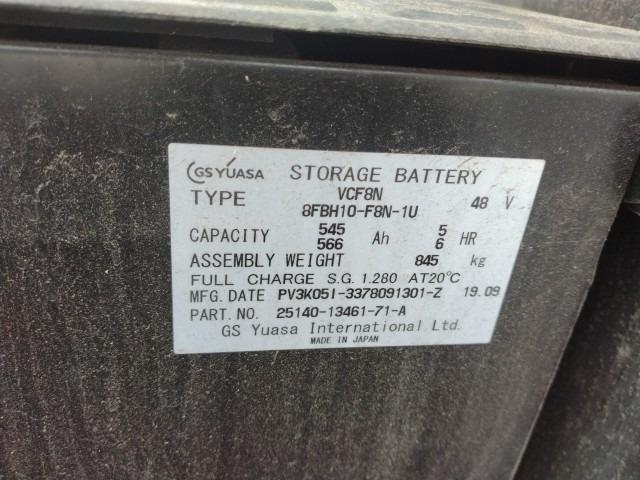 GS YUASA STORAGE BATTERY
TYPE VCF8N 48 V
8FBH10-F8N-1U
CAPACITY 545 Ah 5 HR
566 6
ASSEMBLY WEIGHT 845 kg
FULL CHARGE S.G. 1.280 AT20℃
MFG. DATE PV3K05I-3378091301-Z 19.09
PART. NO. 25140-13461-71-A
GS Yuasa International Ltd.
MADE IN JAPAN